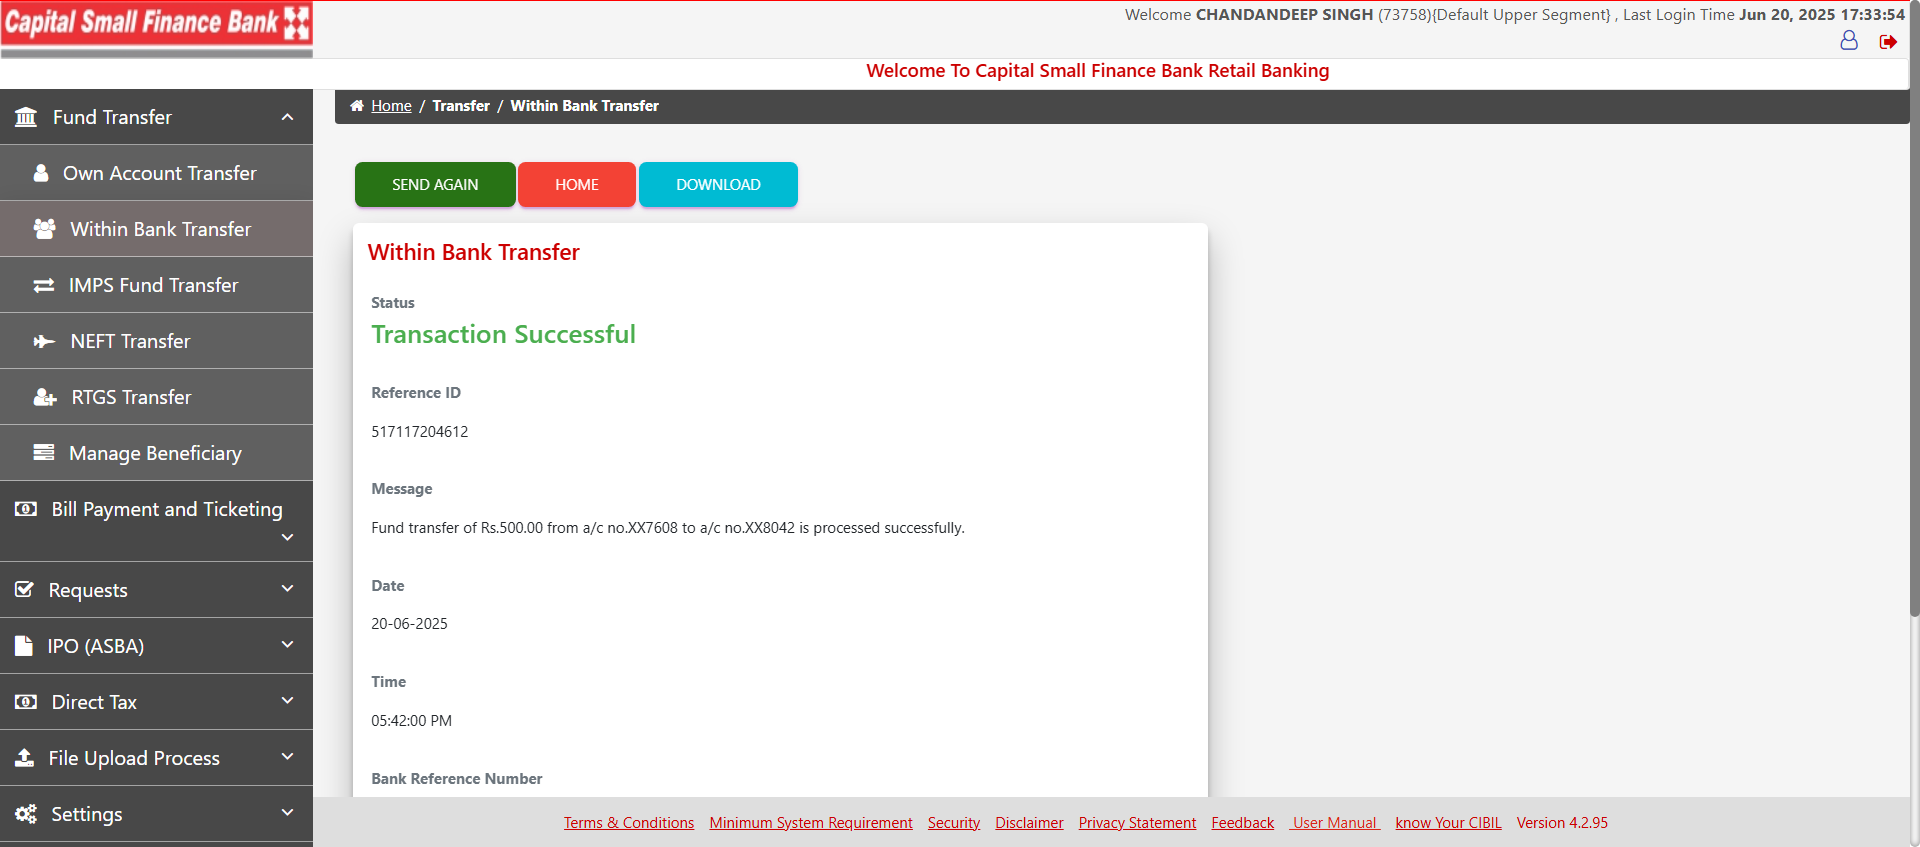 Capital Small Finance Bank
Welcome CHANDANDEEP SINGH (73758){Default Upper Segment} , Last Login Time Jun 20, 2025 17:33:54
Welcome To Capital Small Finance Bank Retail Banking
Home / Transfer / Within Bank Transfer
Fund Transfer
Own Account Transfer
Within Bank Transfer
IMPS Fund Transfer
NEFT Transfer
RTGS Transfer
Manage Beneficiary
Bill Payment and Ticketing
Requests
IPO (ASBA)
Direct Tax
File Upload Process
Settings
SEND AGAIN
HOME
DOWNLOAD
Within Bank Transfer
Status
Transaction Successful
Reference ID
517117204612
Message
Fund transfer of Rs.500.00 from a/c no.XX7608 to a/c no.XX8042 is processed successfully.
Date
20-06-2025
Time
05:42:00 PM
Bank Reference Number
Terms & Conditions Minimum System Requirement Security Disclaimer Privacy Statement Feedback User Manual know Your CIBIL Version 4.2.95